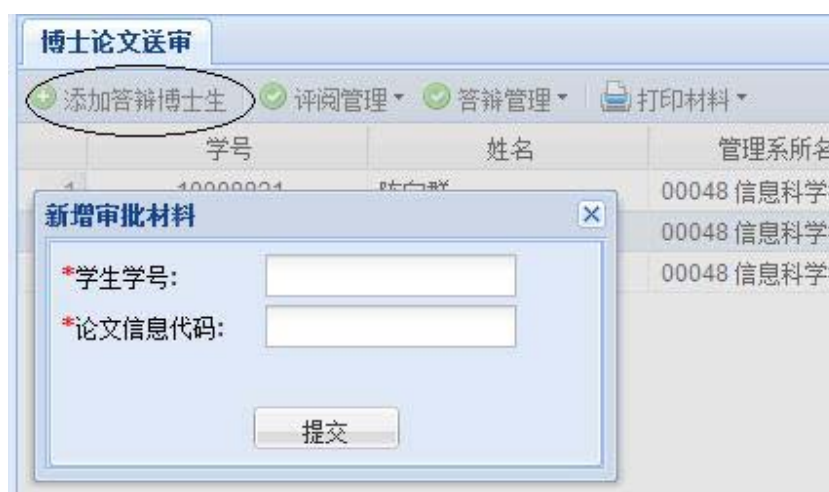 博士论文送审
添加答辩博士生 评阅管理 答辩管理 打印材料
学号 姓名 管理系所名
00048 信息科学
新增审批材料
00048 信息科学
*学生学号:
00048 信息科学
*论文信息代码:
提交